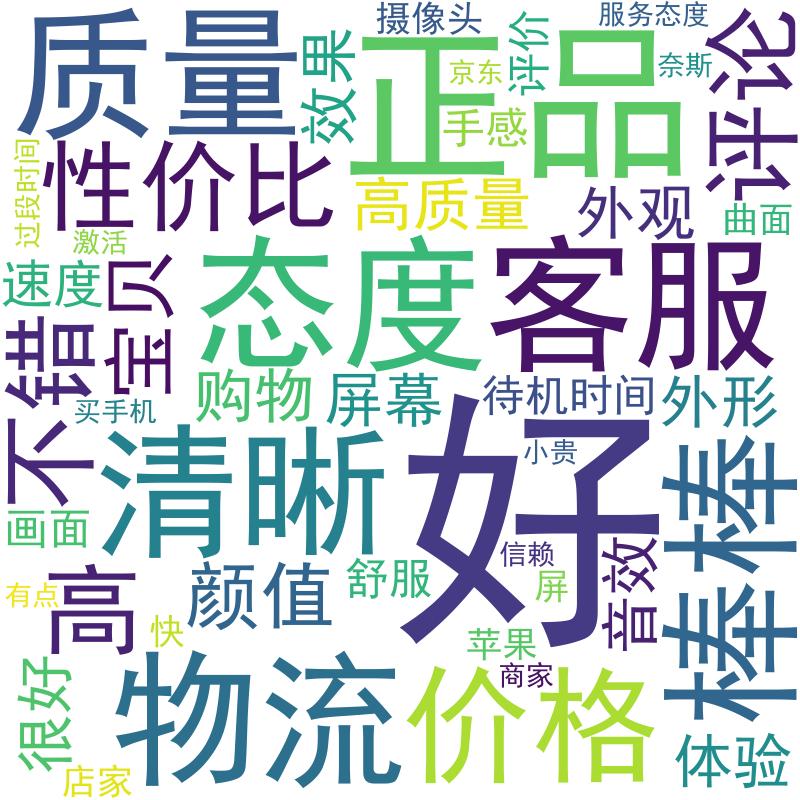 质量
正品
摄像头
服务态度
评论
效果
京东
评价
奈斯
手感
过段时间
性价比
高质量
外观
曲面
激活
速度
宝贝
态度
客服
不错
购物
屏幕
待机时间
外形
买手机
清晰
好
小贵
棒棒
画面
信赖
音效
高
颜值
舒服
屏
有点
快
苹果
商家
很好
物流
价格
店家
体验